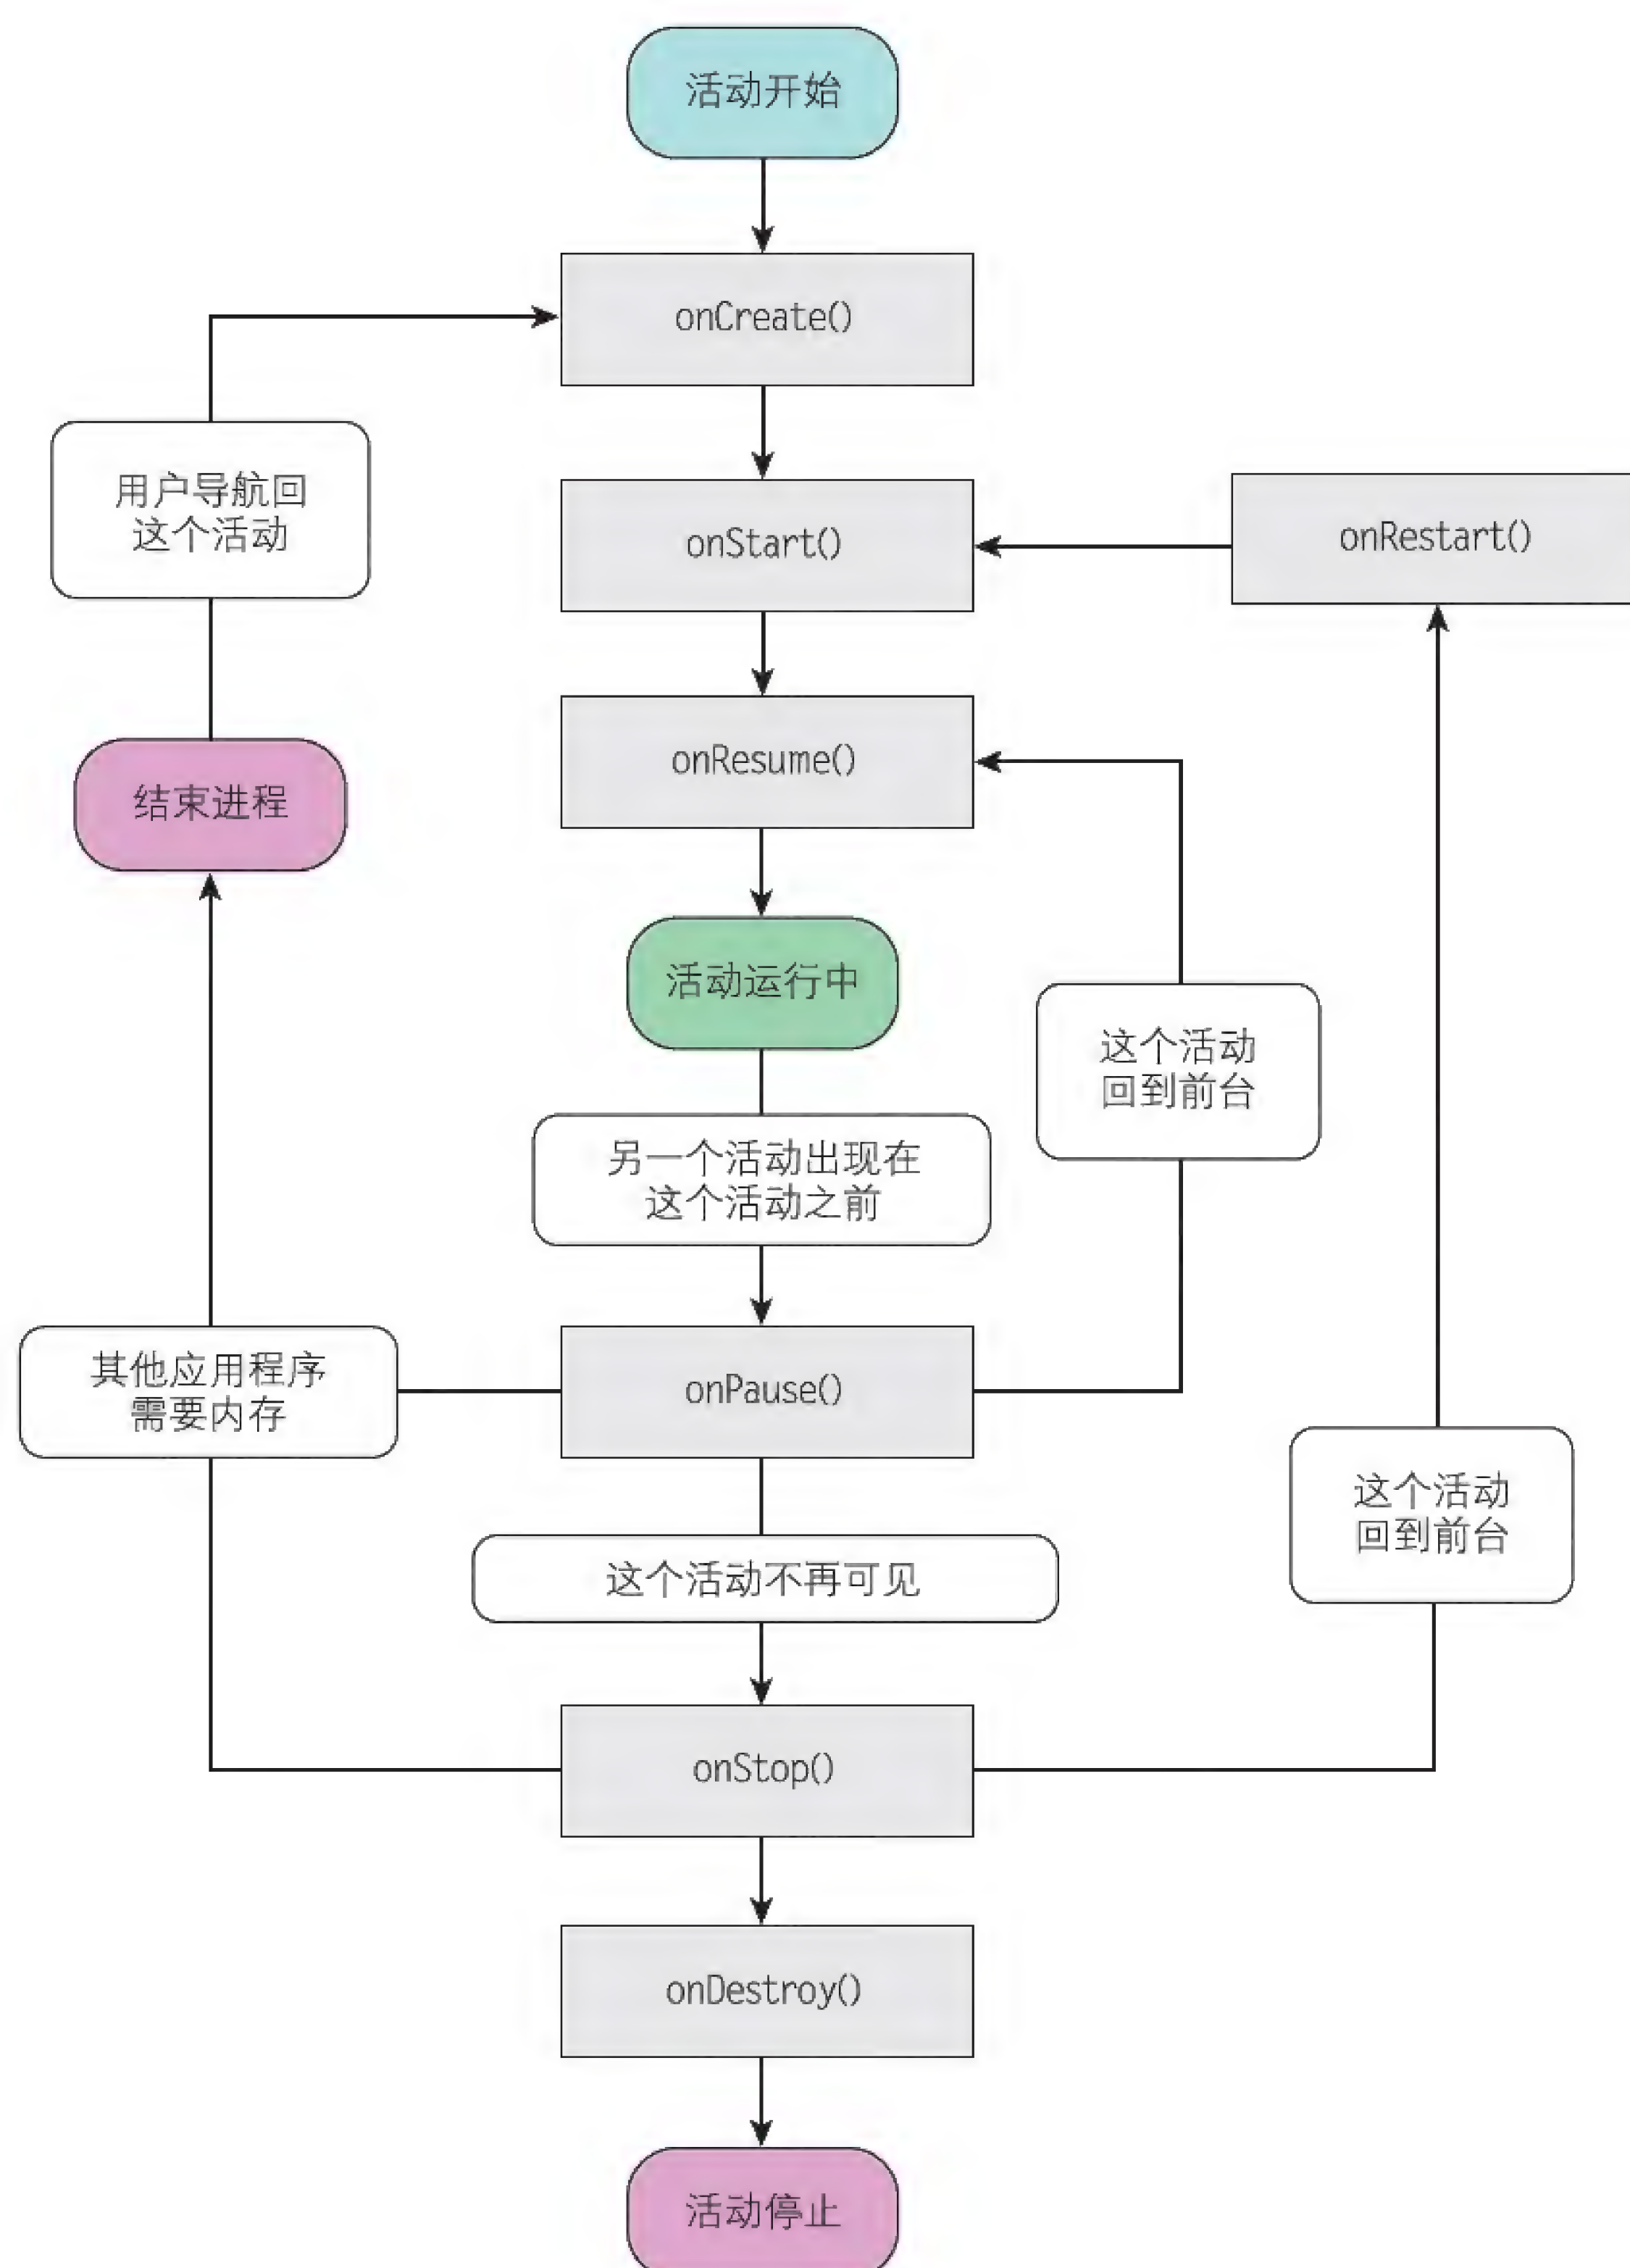 活动开始
onCreate()
用户导航回
这个活动
onStart()
onRestart()
onResume()
结束进程
活动运行中
这个活动
回到前台
另一个活动出现在
这个活动之前
其他应用程序
需要内存
onPause()
这个活动
回到前台
这个活动不再可见
onStop()
onDestroy()
活动停止